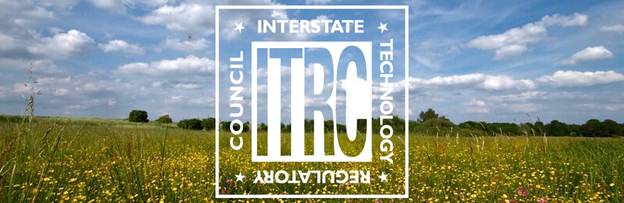 INTERSTATE
TECHNOLOGY
REGULATORY
COUNCIL
ITRC